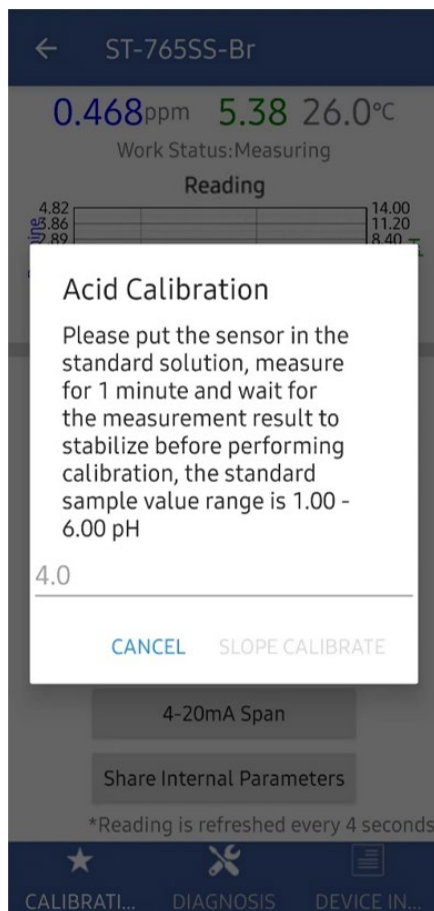 ST-765SS-Br
0.468ppm 5.38 26.0°C
Work Status:Measuring
Reading
4.82 14.00
3.86 11.20
2.89 8.40
Acid Calibration
Please put the sensor in the
standard solution, measure
for 1 minute and wait for
the measurement result to
stabilize before performing
calibration, the standard
sample value range is 1.00 -
6.00 pH
4.0
CANCEL SLOPE CALIBRATE
4-20mA Span
Share Internal Parameters
*Reading is refreshed every 4 seconds
CALIBRATI... DIAGNOSIS DEVICE IN...